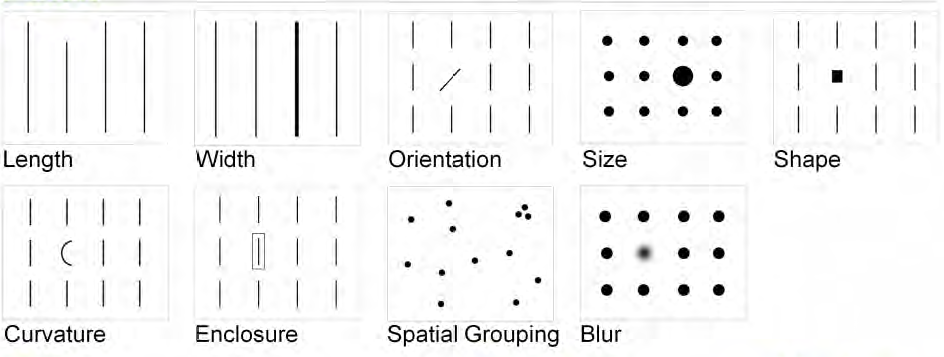 Length
Width
Orientation
Size
Shape
Curvature
Enclosure
Spatial Grouping
Blur